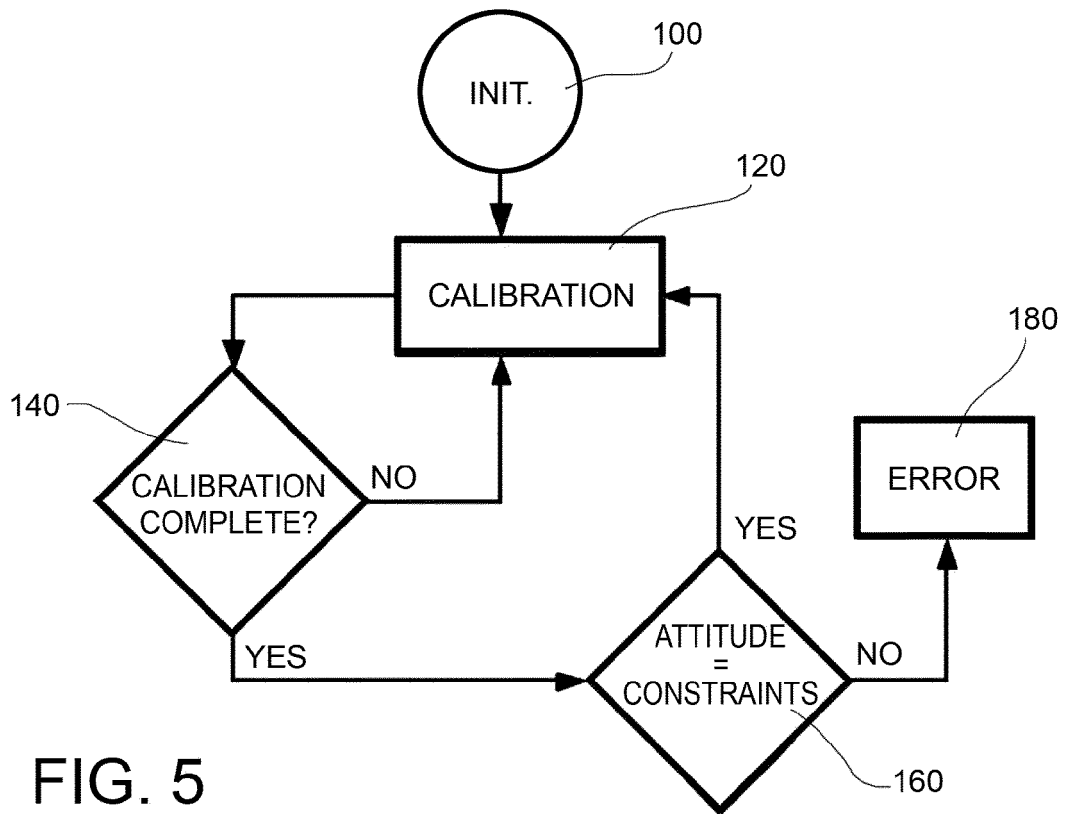 100
INIT.
120
CALIBRATION
180
140
CALIBRATION
COMPLETE?
NO
ERROR
YES
YES
ATTITUDE
=
CONSTRAINTS
NO
160
FIG. 5